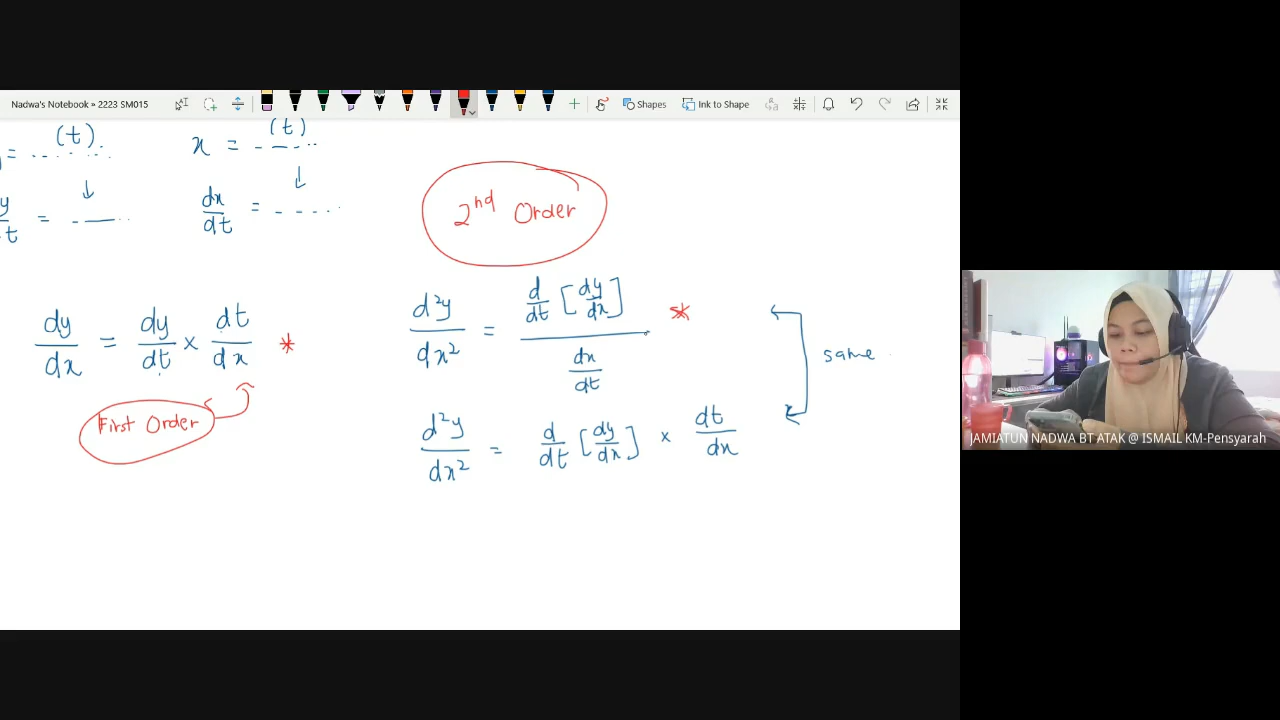 Nadwa's Notebook » 2223 SM015
Shapes
Ink to Shape
= ....(t)....
x = ..(t)..
↓
↓
= ......
dx/dt = ......
2nd Order
dy/dx = dy/dt × dt/dx *
First Order
d²y/dx² = d/dt [dy/dx] / dx/dt *
same
d²y/dx² = d/dt [dy/dx] × dt/dx
JAMIATUN NADWA BT ATAK @ ISMAIL KM-Pensyarah